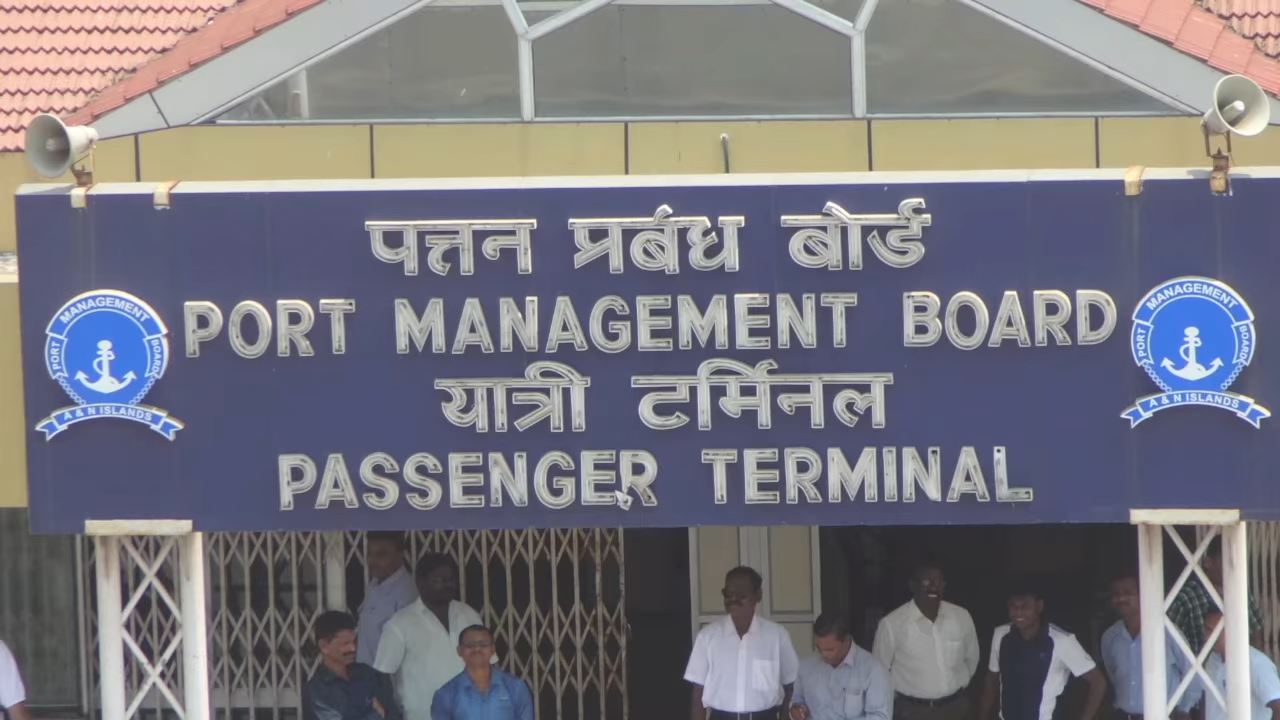 पत्तन प्रबंध बोर्ड
PORT MANAGEMENT BOARD
यात्री टर्मिनल
PASSENGER TERMINAL
PORT MANAGEMENT BOARD
A & N ISLANDS
PORT MANAGEMENT BOARD
A & N ISLANDS